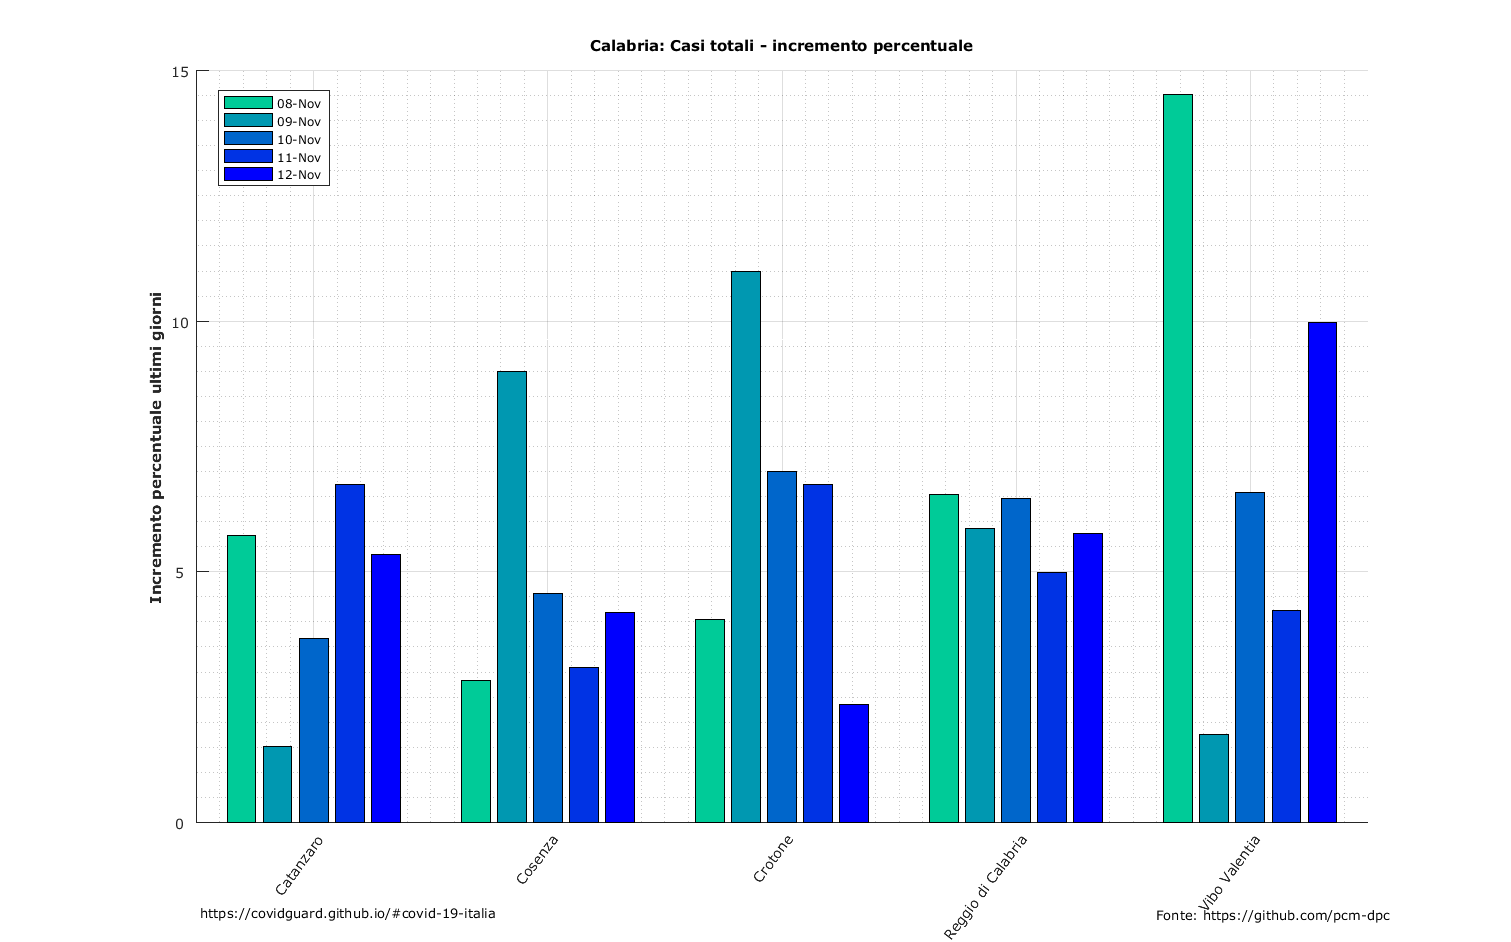 Calabria: Casi totali - incremento percentuale
15
08-Nov
09-Nov
10-Nov
11-Nov
12-Nov
Incremento percentuale ultimi giorni
10
5
0
Catanzaro
Cosenza
Crotone
Reggio di Calabria
Vibo Valentia
https://covidguard.github.io/#covid-19-italia
Fonte: https://github.com/pcm-dpc